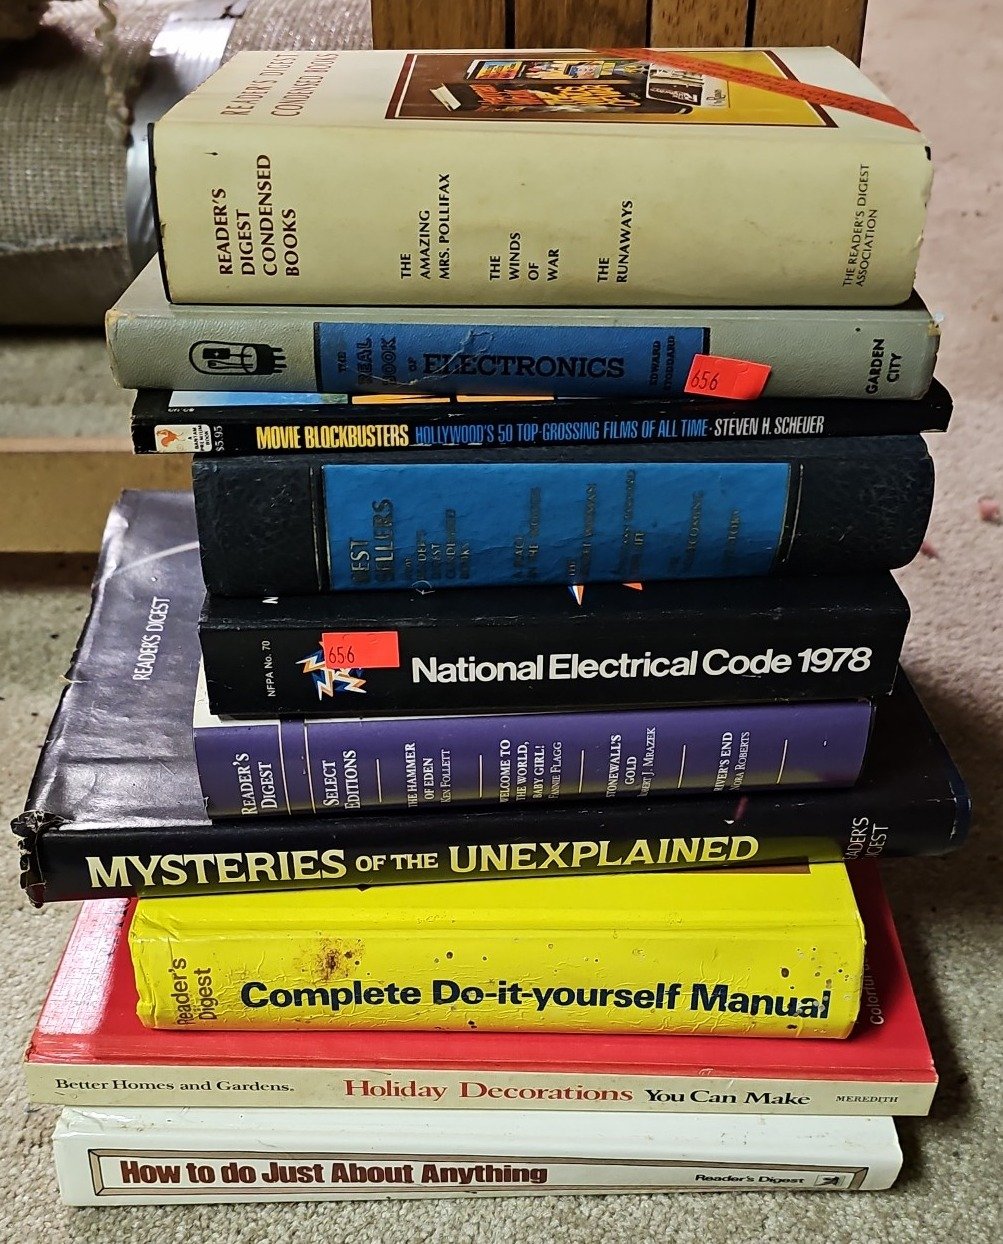 READER'S DIGEST
CONDENSED BOOKS
READER'S
DIGEST
CONDENSED
BOOKS
THE
AMAZING
MRS. POLLIFAX
THE
WINDS
OF
WAR
THE
RUNAWAYS
THE READER'S DIGEST
ASSOCIATION
THE
REAL
BOOK
OF
ELECTRONICS
EDWARD
STODDARD
656
GARDEN
CITY
$5.95
MOVIE BLOCKBUSTERS HOLLYWOOD'S 50 TOP-GROSSING FILMS OF ALL TIME · STEVEN H. SCHEUER
BEST
SELLERS
NFPA No. 70
656
National Electrical Code 1978
READER'S DIGEST
READER'S
DIGEST
SELECT
EDITIONS
THE HAMMER
OF EDEN
KEN FOLLETT
WELCOME TO
THE WORLD,
BABY GIRL!
FANNIE FLAGG
STONEWALL'S
GOLD
ROBERT J. MRAZEK
RIVER'S END
NORA ROBERTS
MYSTERIES OF THE UNEXPLAINED
READER'S
DIGEST
Reader's
Digest
Complete Do-it-yourself Manual
Better Homes and Gardens.
Holiday Decorations You Can Make
MEREDITH
How to do Just About Anything
Reader's Digest